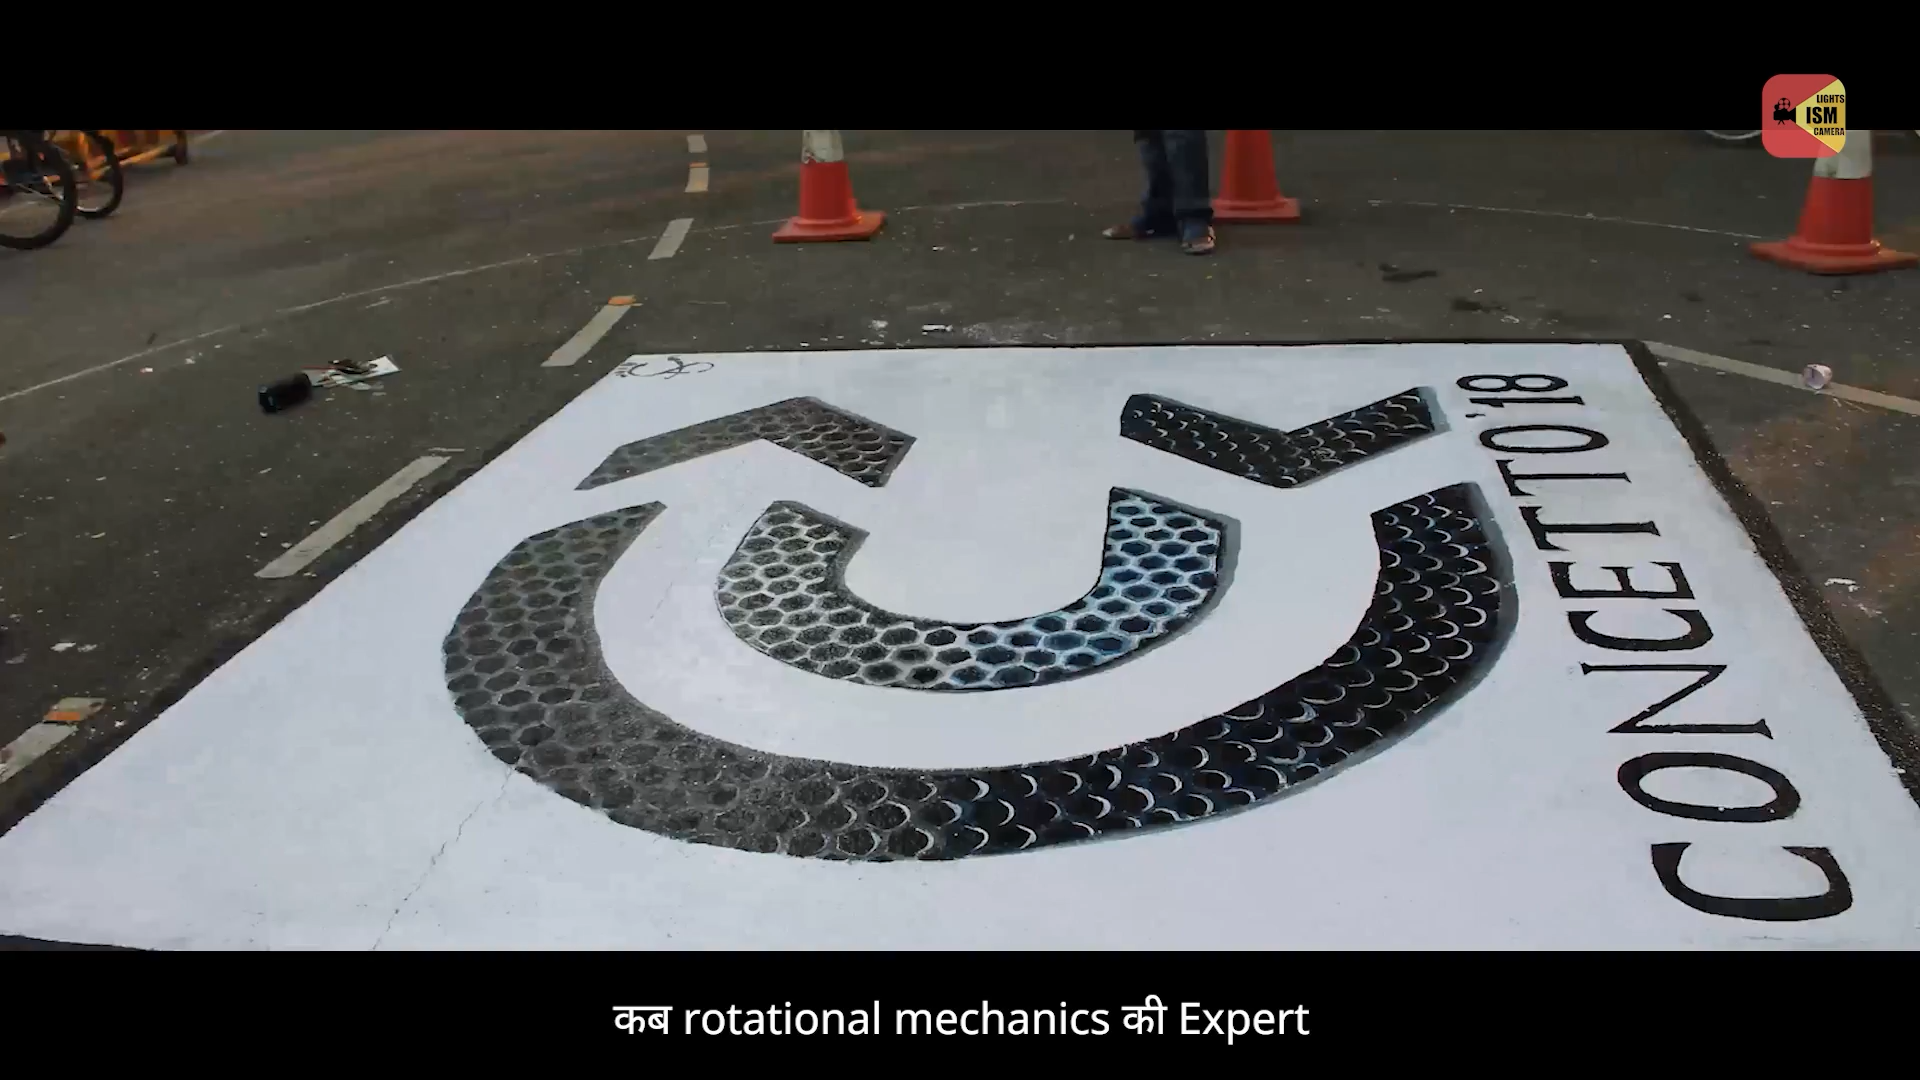 LIGHTS
ISM
CAMERA
CONCETTO'18
कब rotational mechanics की Expert